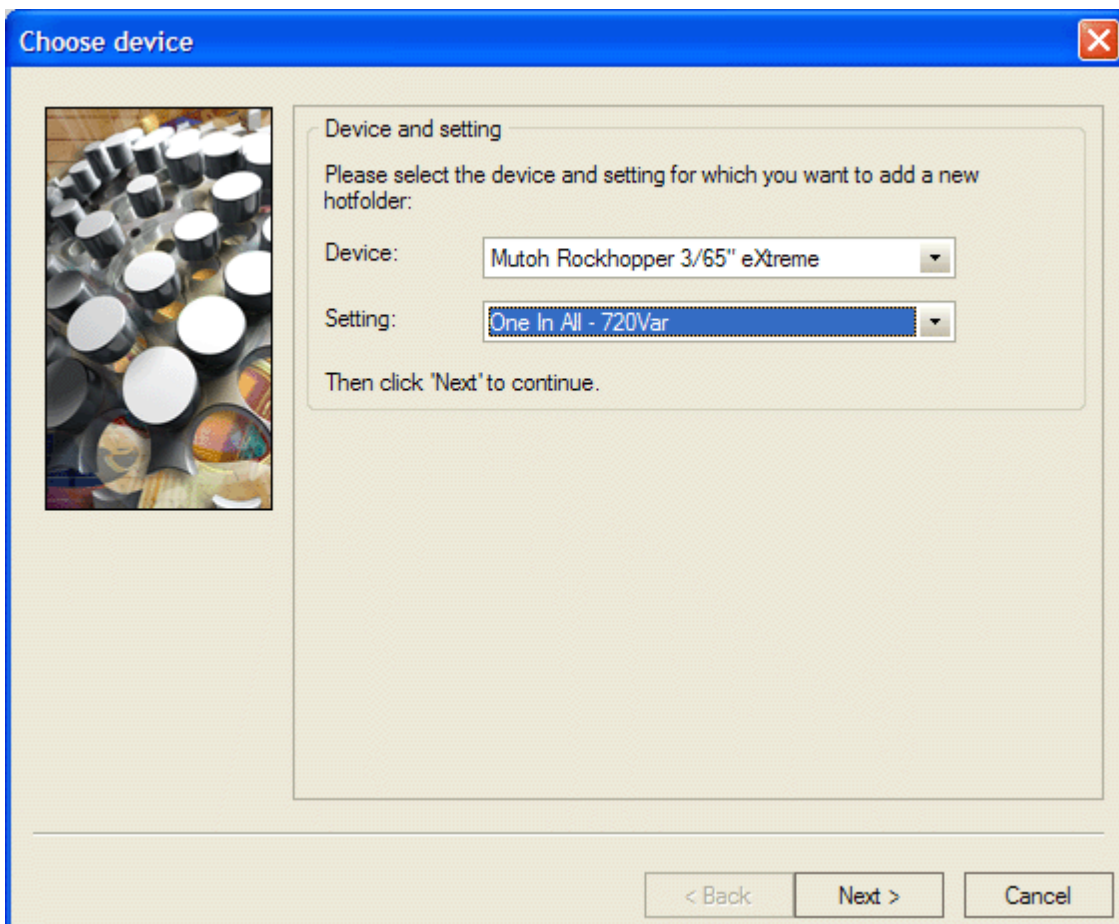 Choose device
Device and setting
Please select the device and setting for which you want to add a new
hotfolder:
Device: Mutoh Rockhopper 3/65" eXtreme
Setting: One In All - 720Var
Then click "Next" to continue.
< Back Next > Cancel